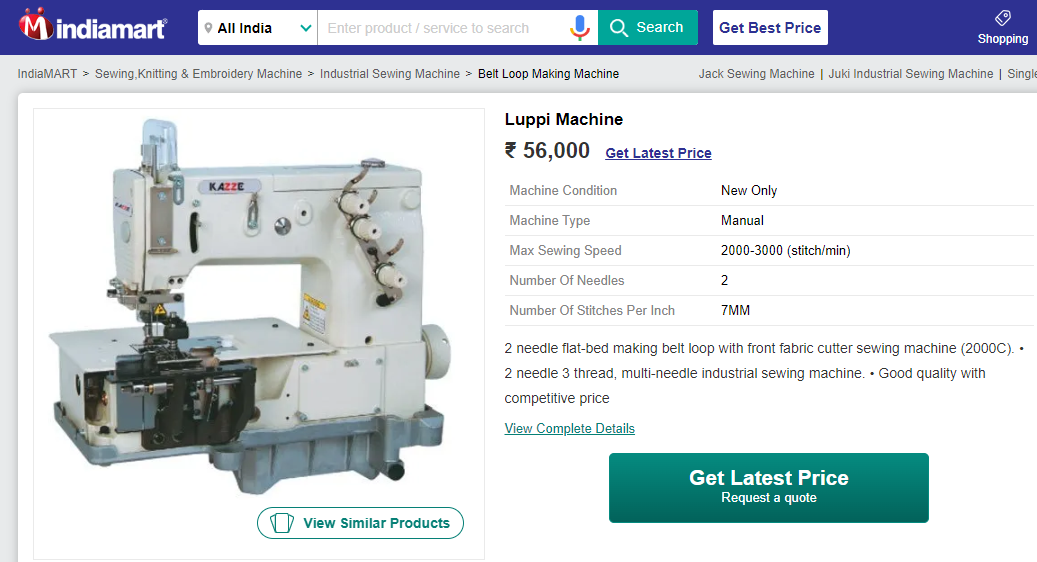 indiamart
All India
Enter product / service to search
Search
Get Best Price
Shopping
IndiaMART > Sewing,Knitting & Embroidery Machine > Industrial Sewing Machine > Belt Loop Making Machine
Jack Sewing Machine | Juki Industrial Sewing Machine | Single
KAZZE
KAZZE
Luppi Machine
₹ 56,000 Get Latest Price
Machine Condition New Only
Machine Type Manual
Max Sewing Speed 2000-3000 (stitch/min)
Number Of Needles 2
Number Of Stitches Per Inch 7MM
2 needle flat-bed making belt loop with front fabric cutter sewing machine (2000C). •
2 needle 3 thread, multi-needle industrial sewing machine. • Good quality with
competitive price
View Complete Details
Get Latest Price
Request a quote
View Similar Products